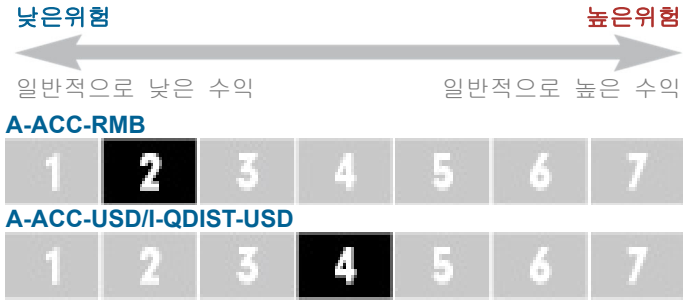 낮은위험 높은위험
일반적으로 낮은 수익 일반적으로 높은 수익
A-ACC-RMB
1 2 3 4 5 6 7
A-ACC-USD/I-QDIST-USD
1 2 3 4 5 6 7